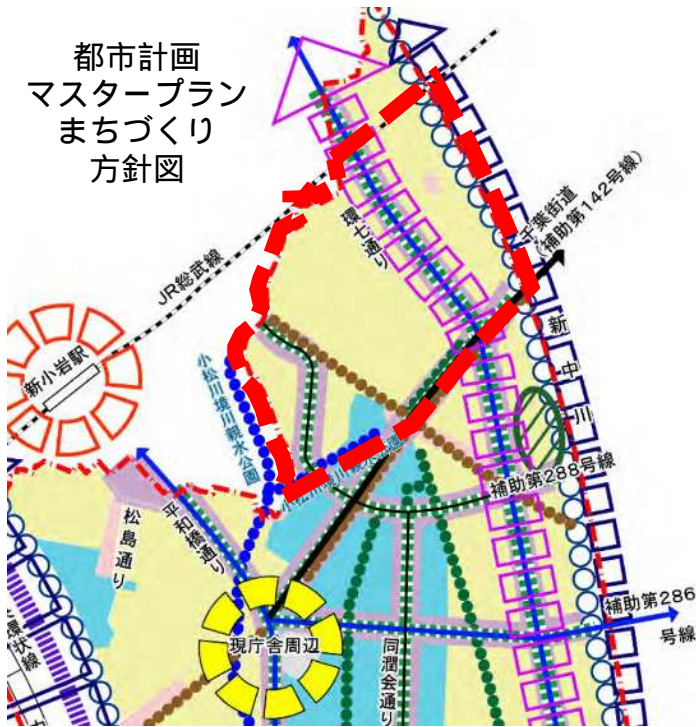 都市計画
マスタープラン
まちづくり
方針図
環七通り
千葉街道
(補助第142号線)
JR総武線
新小岩駅
小松川境川親水公園
新中川
小松川境川親水公園
補助第288号線
松島通り
平和橋通り
補助第286
号線
現庁舎周辺
同潤会通り
環状線